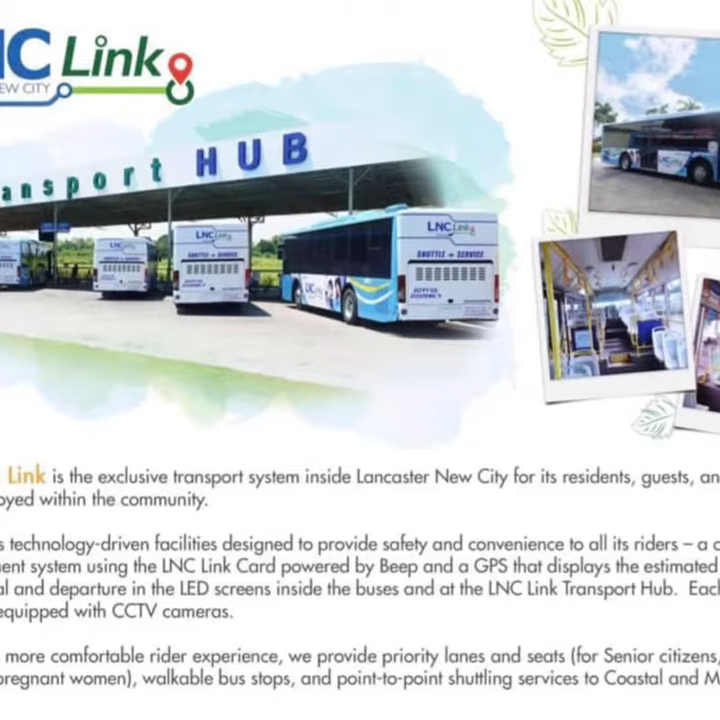 NC Link
EW CITY
ansport HUB
LNC Link
SHUTTLE SERVICE
LNC Link
LNC Link
SHUTTLE SERVICE
Link is the exclusive transport system inside Lancaster New City for its residents, guests, an
oyed within the community.
s technology-driven facilities designed to provide safety and convenience to all its riders – a c
ent system using the LNC Link Card powered by Beep and a GPS that displays the estimated
al and departure in the LED screens inside the buses and at the LNC Link Transport Hub. Each
equipped with CCTV cameras.
more comfortable rider experience, we provide priority lanes and seats (for Senior citizens,
pregnant women), walkable bus stops, and point-to-point shuttling services to Coastal and M